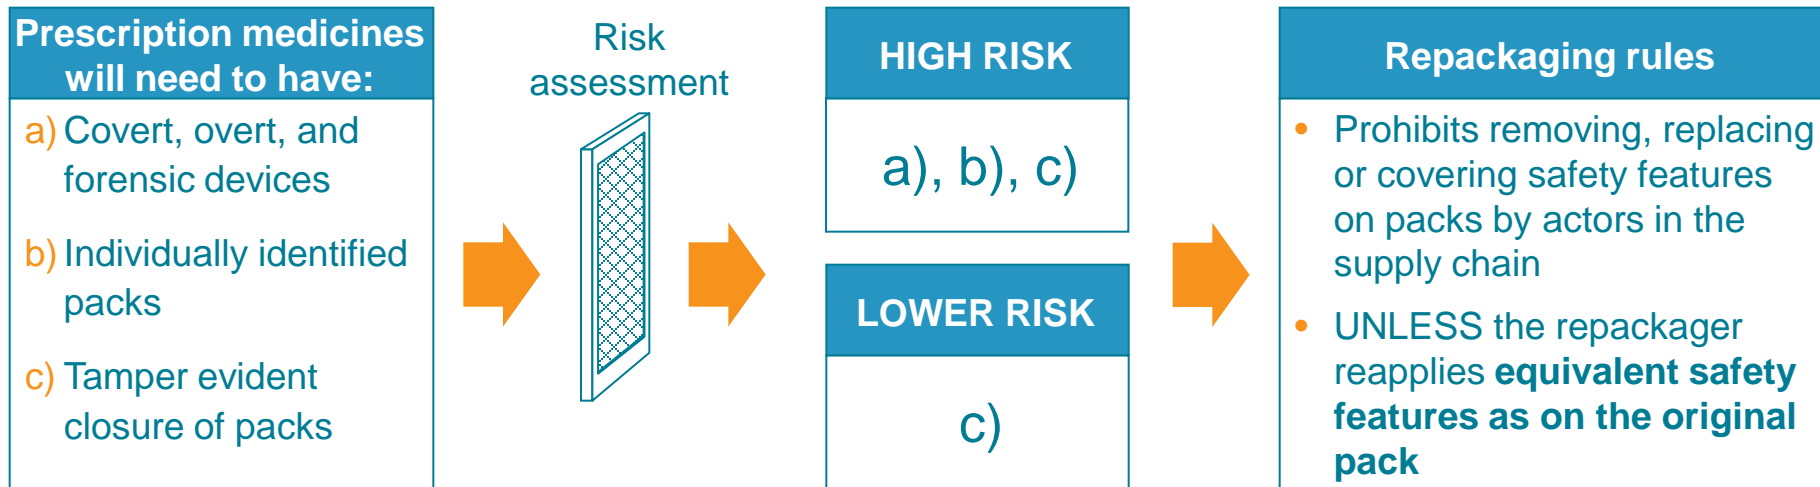 Prescription medicines
will need to have:
a) Covert, overt, and
forensic devices
b) Individually identified
packs
c) Tamper evident
closure of packs
Risk
assessment
HIGH RISK
a), b), c)
LOWER RISK
c)
Repackaging rules
• Prohibits removing, replacing
or covering safety features
on packs by actors in the
supply chain
• UNLESS the repackager
reapplies equivalent safety
features as on the original
pack